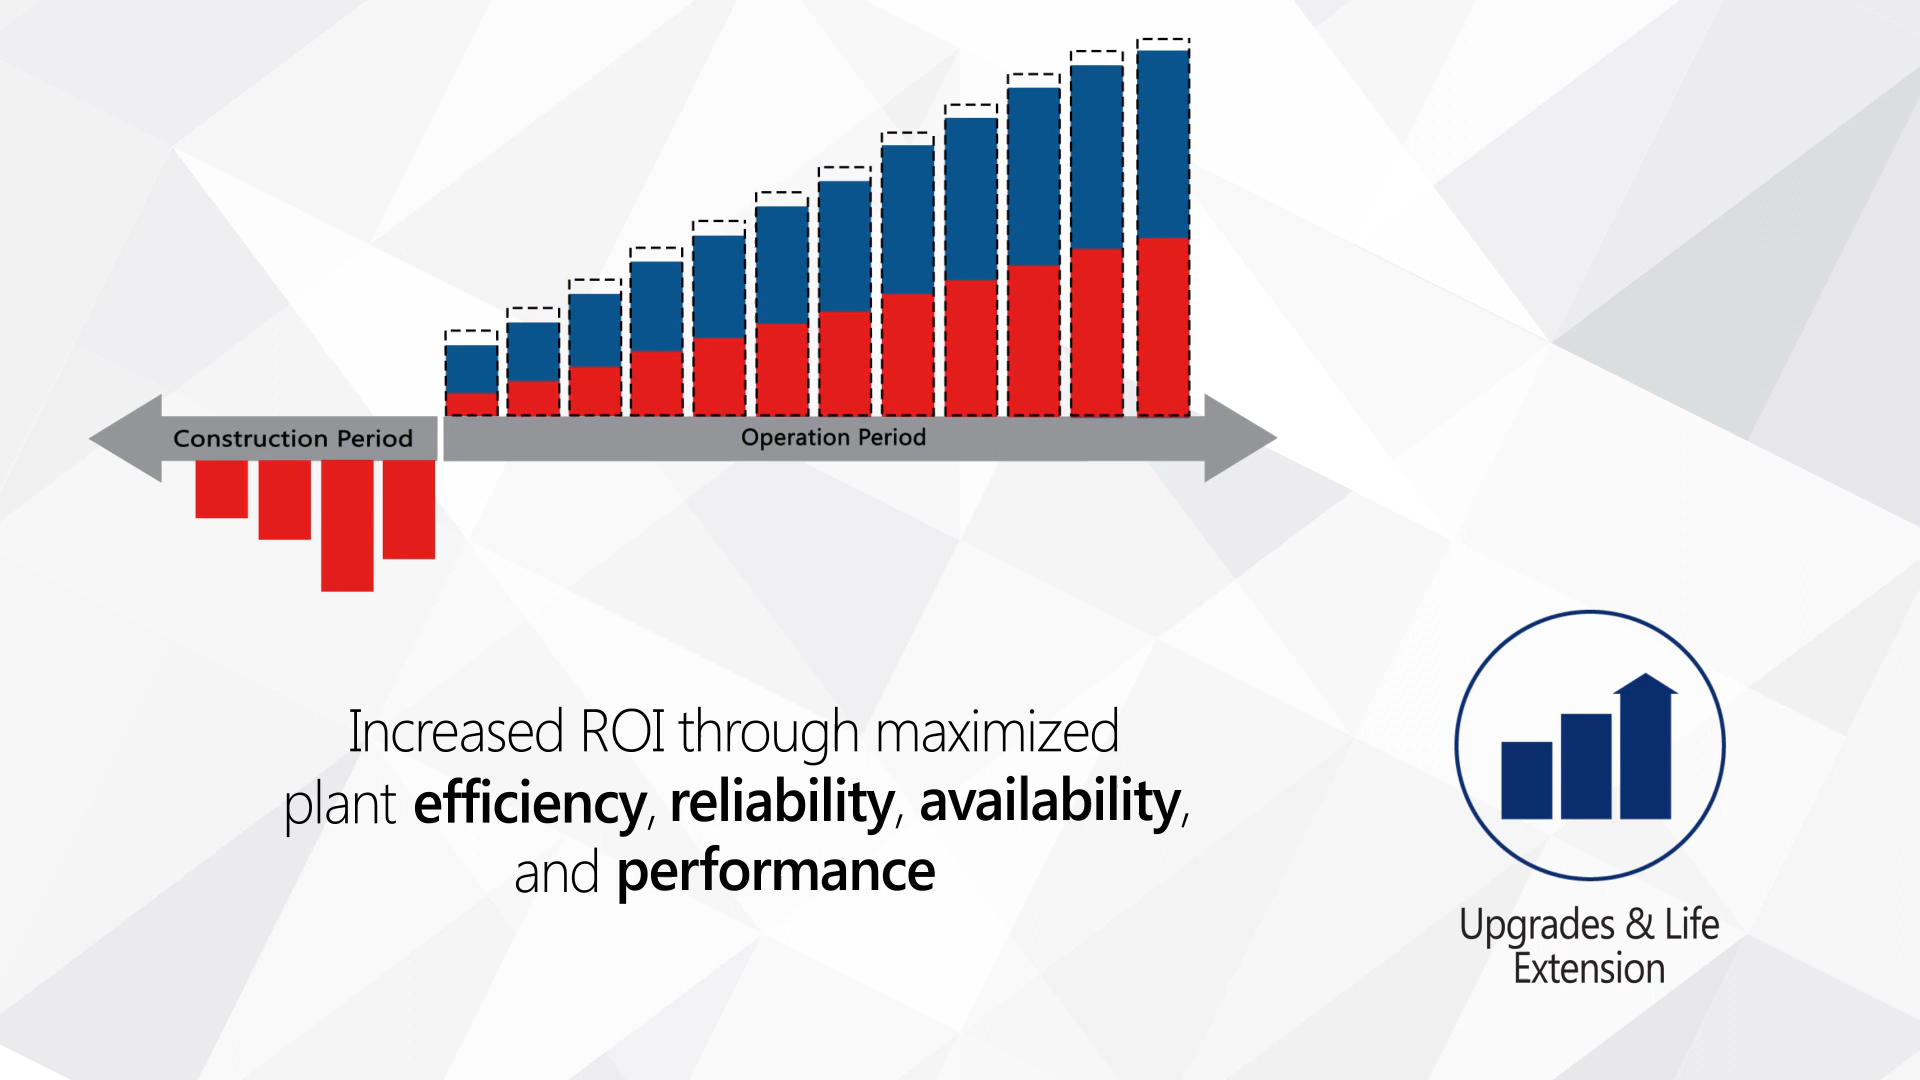 Construction Period
Operation Period
Increased ROI through maximized
plant efficiency, reliability, availability,
and performance
Upgrades & Life
Extension